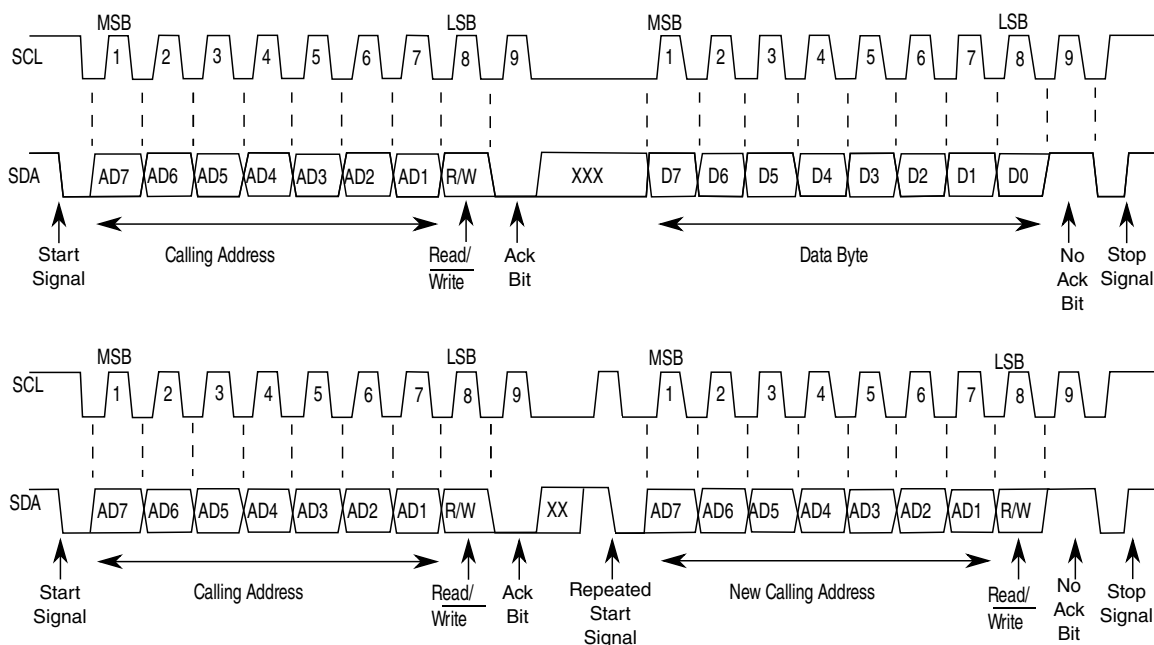 MSB LSB MSB LSB
SCL 1 2 3 4 5 6 7 8 9 1 2 3 4 5 6 7 8 9
SDA AD7 AD6 AD5 AD4 AD3 AD2 AD1 R/W XXX D7 D6 D5 D4 D3 D2 D1 D0
Start Signal
Calling Address
Read/ Write
Ack Bit
Data Byte
No Ack Bit
Stop Signal
MSB LSB MSB LSB
SCL 1 2 3 4 5 6 7 8 9 1 2 3 4 5 6 7 8 9
SDA AD7 AD6 AD5 AD4 AD3 AD2 AD1 R/W XX AD7 AD6 AD5 AD4 AD3 AD2 AD1 R/W
Start Signal
Calling Address
Read/ Write
Ack Bit
Repeated Start Signal
New Calling Address
Read/ Write
No Ack Bit
Stop Signal